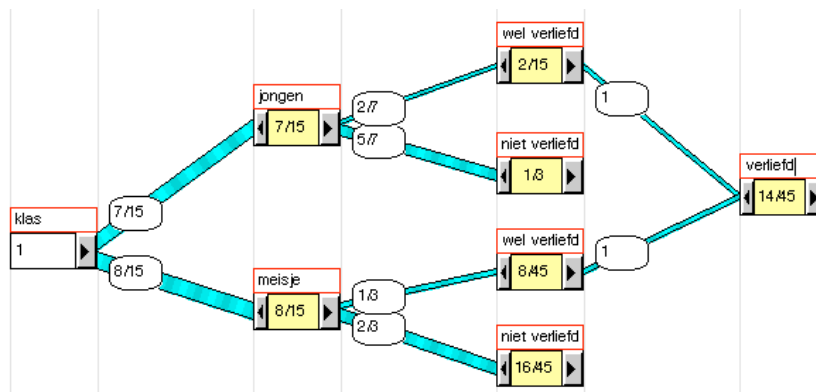 wel verliefd
2/15
jongen
7/15
2/7
5/7
1
niet verliefd
1/3
verliefd
14/45
klas
1
7/15
8/15
wel verliefd
8/45
1
meisje
8/15
1/3
2/3
niet verliefd
16/45